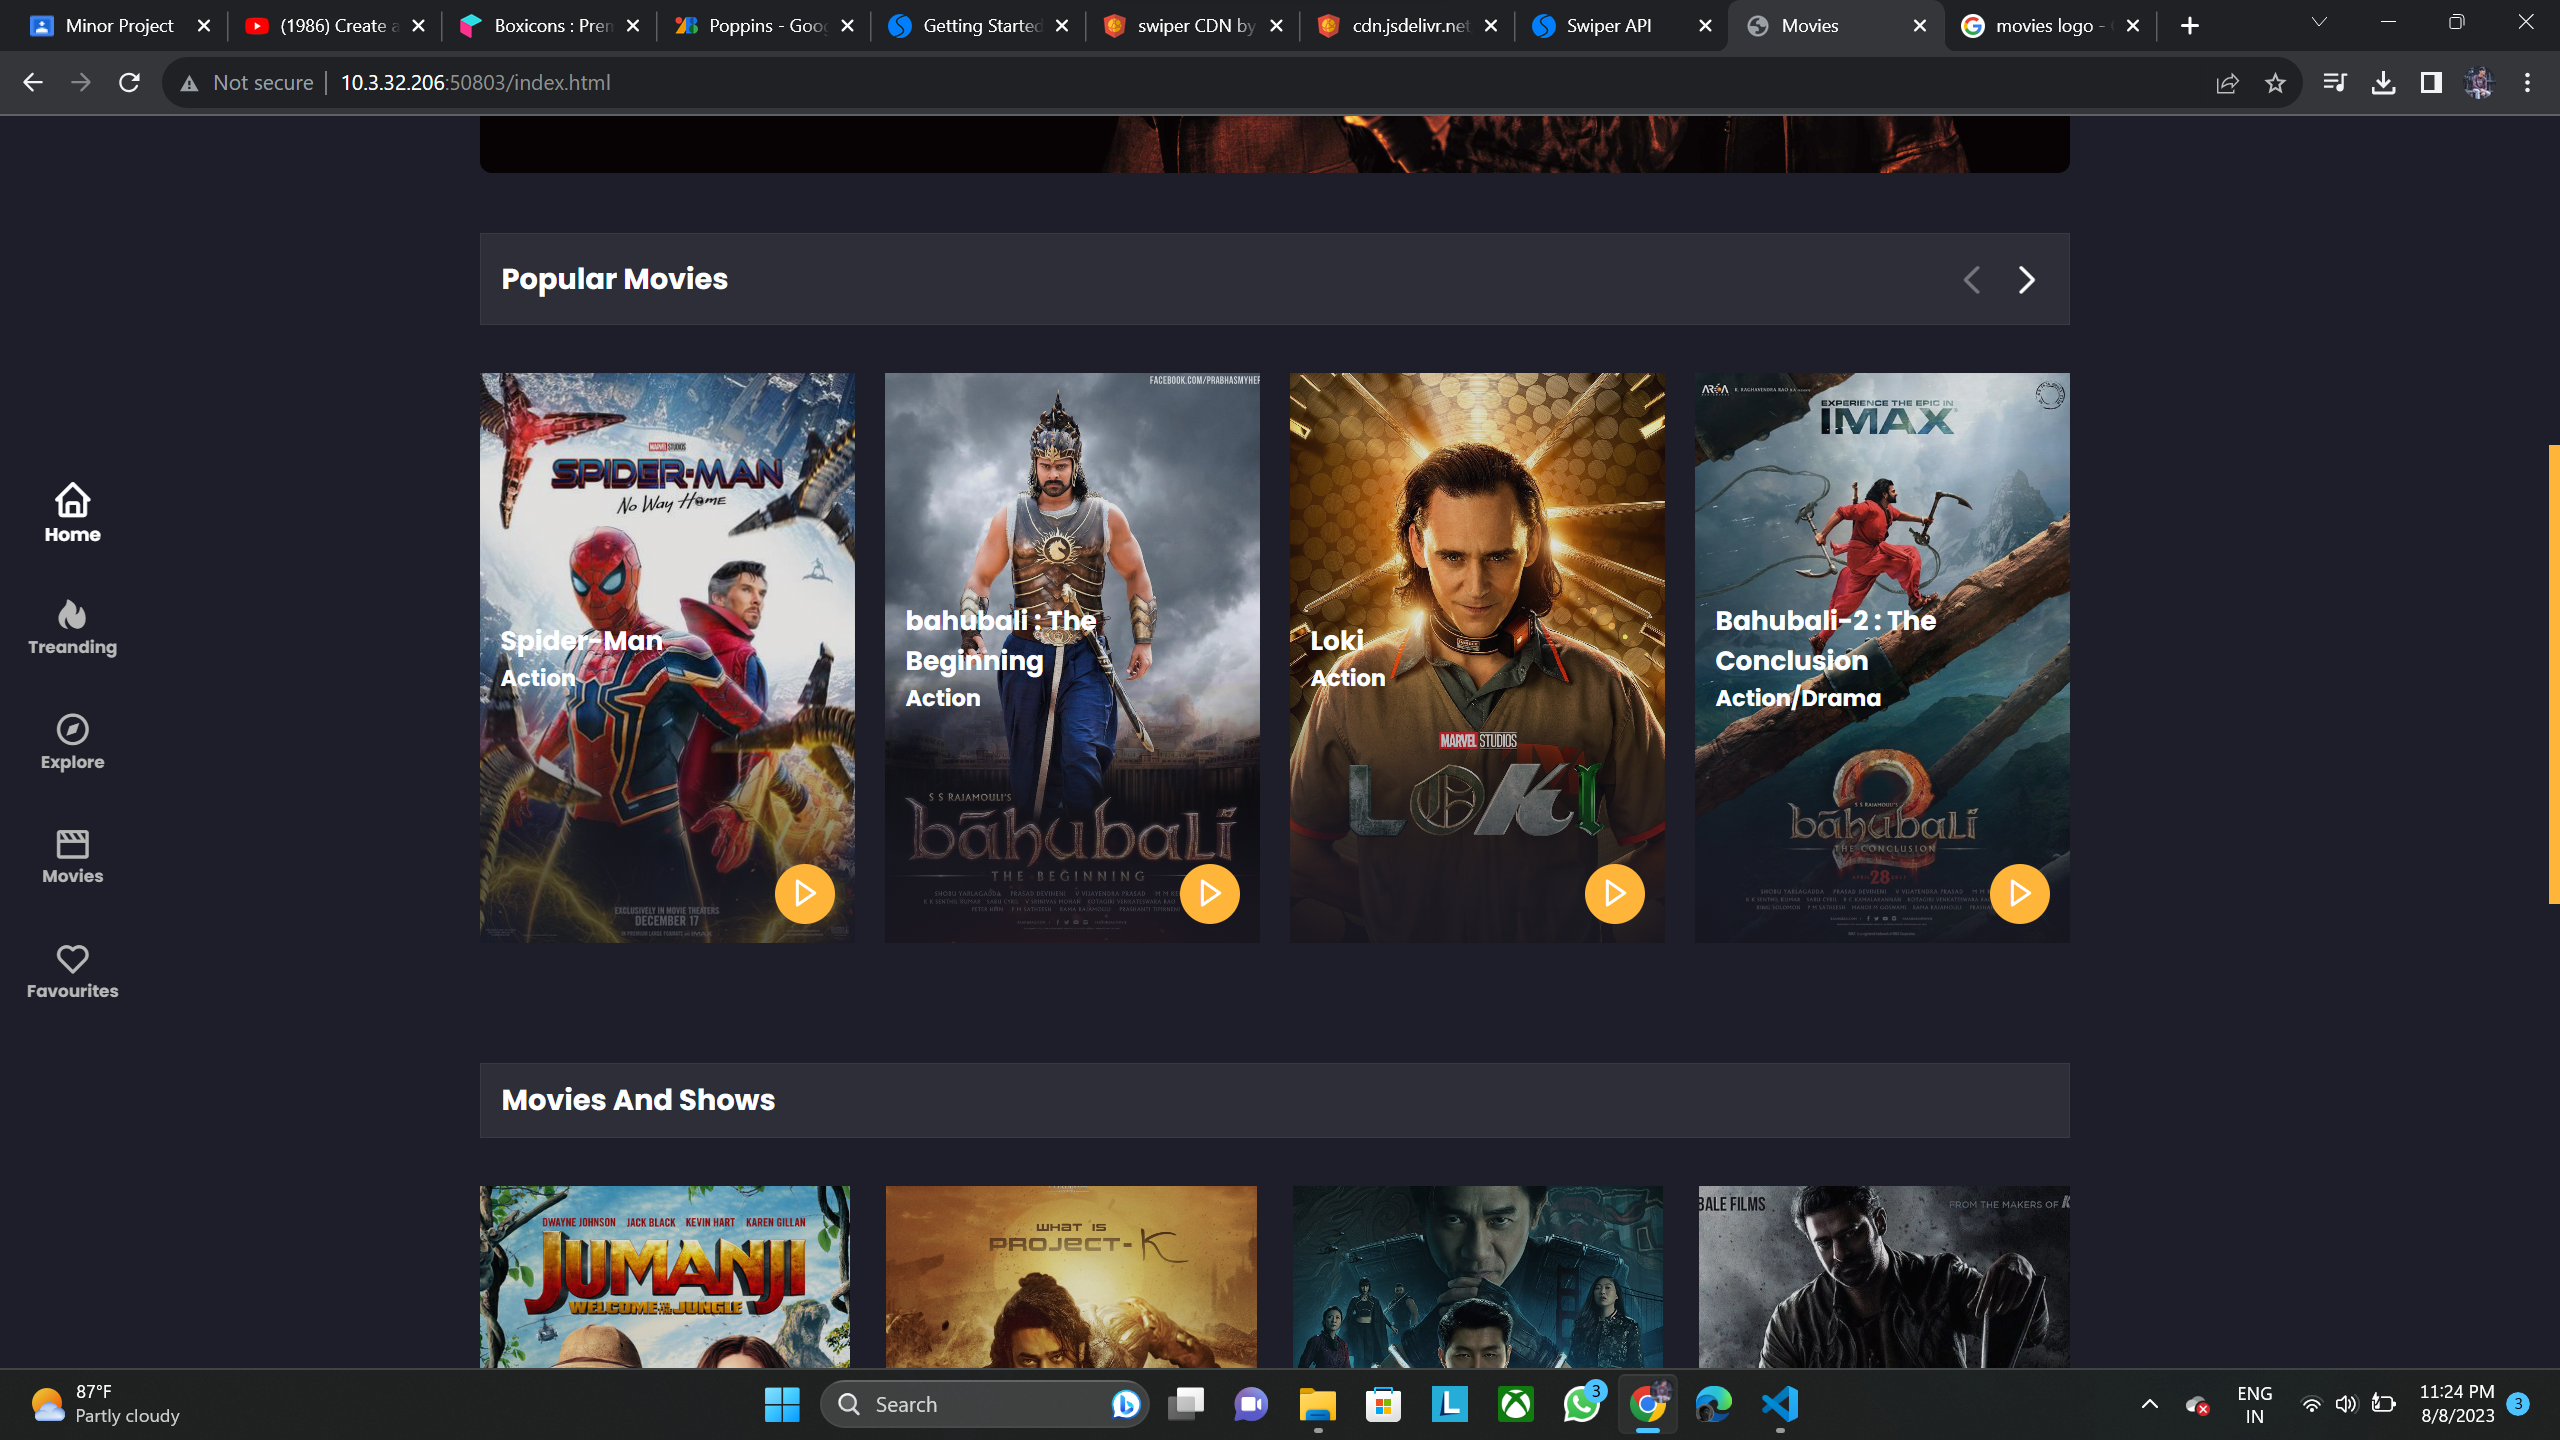 Minor Project
(1986) Create a
Boxicons : Pren
Poppins - Goog
Getting Started
swiper CDN by
cdn.jsdelivr.net
Swiper API
Movies
movies logo -
Not secure
10.3.32.206:50803/index.html
Popular Movies
Home
Treanding
Explore
Movies
Favourites
MARVEL STUDIOS
SPIDER-MAN
No Way Home
Spider-Man
Action
EXCLUSIVELY IN MOVIE THEATERS
DECEMBER 17
FACEBOOK.COM/PRABHASMYHER
bahubali : The
Beginning
Action
S S RAJAMOULI'S
bāhubali
THE BEGINNING
Loki
Action
MARVEL STUDIOS
LOKI
EXPERIENCE THE EPIC IN
IMAX
Bahubali-2 : The
Conclusion
Action/Drama
S S RAJAMOULI'S
2
bāhubali
THE CONCLUSION
APRIL 28
Movies And Shows
DWAYNE JOHNSON JACK BLACK KEVIN HART KAREN GILLAN
JUMANJI
WELCOME TO THE JUNGLE
WHAT IS
PROJECT-K
BALE FILMS
FROM THE MAKERS OF K
87°F
Partly cloudy
Search
3
ENG
IN
11:24 PM
8/8/2023
3